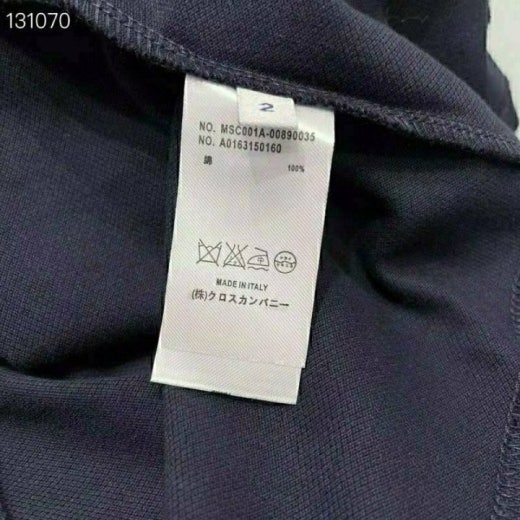 131070
2
NO. MSC001A-00890035
NO. A0163150160
綿 100%
中
MADE IN ITALY
(株)クロスカンパニー